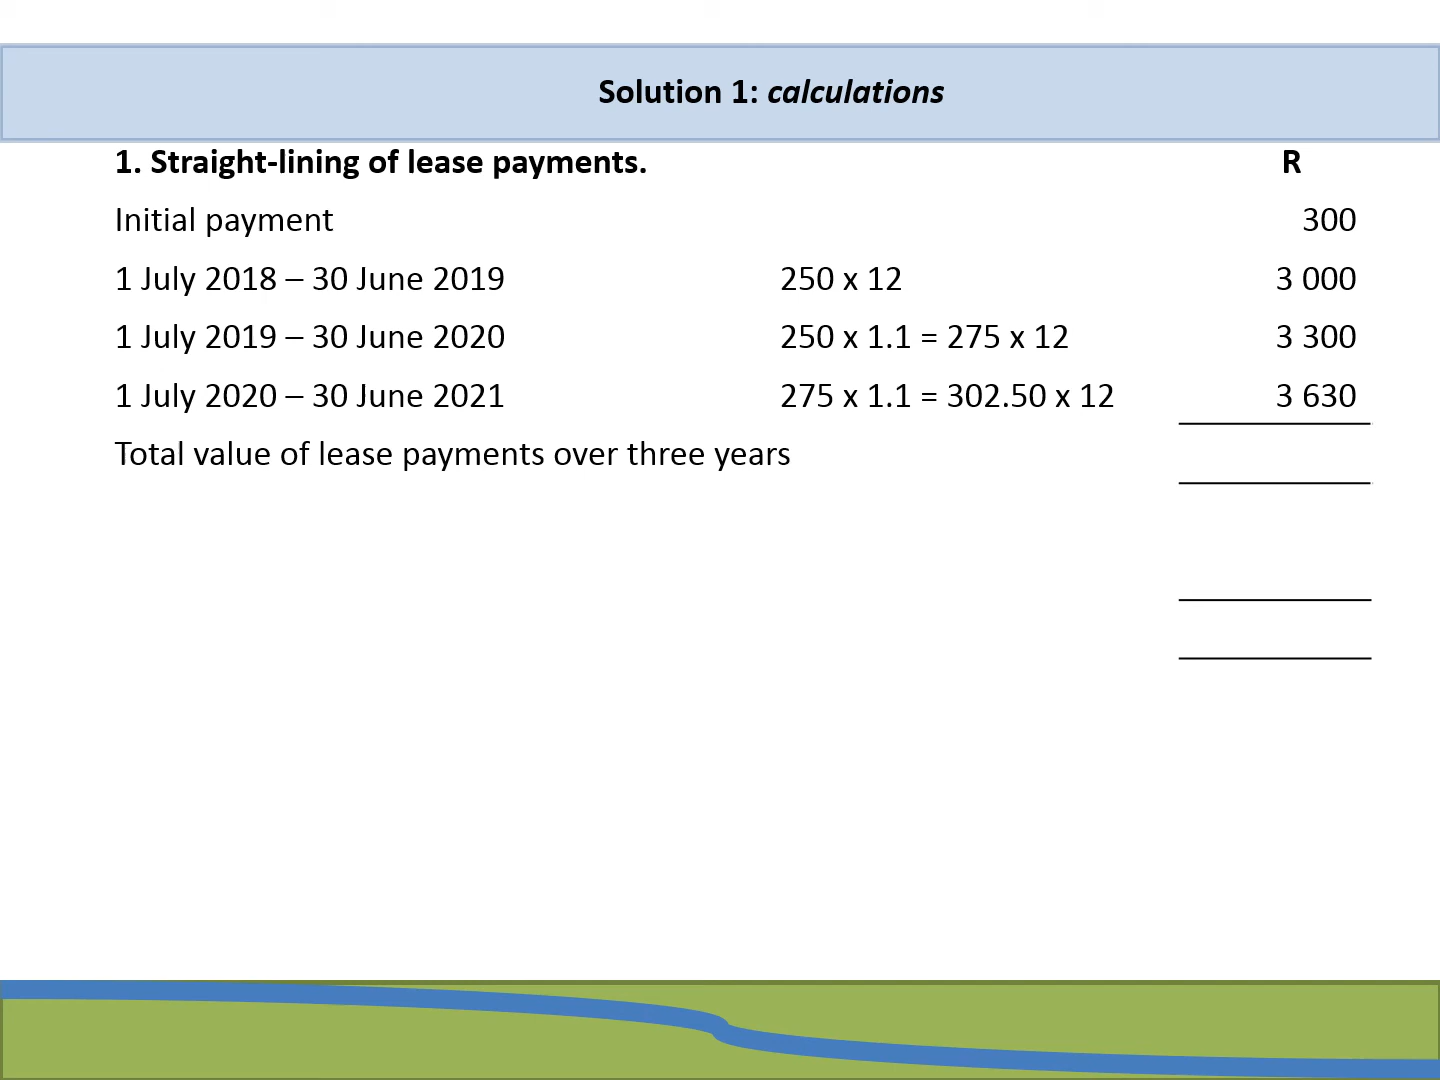 Solution 1: calculations
1. Straight-lining of lease payments. R
Initial payment 300
1 July 2018 – 30 June 2019 250 x 12 3 000
1 July 2019 – 30 June 2020 250 x 1.1 = 275 x 12 3 300
1 July 2020 – 30 June 2021 275 x 1.1 = 302.50 x 12 3 630
Total value of lease payments over three years